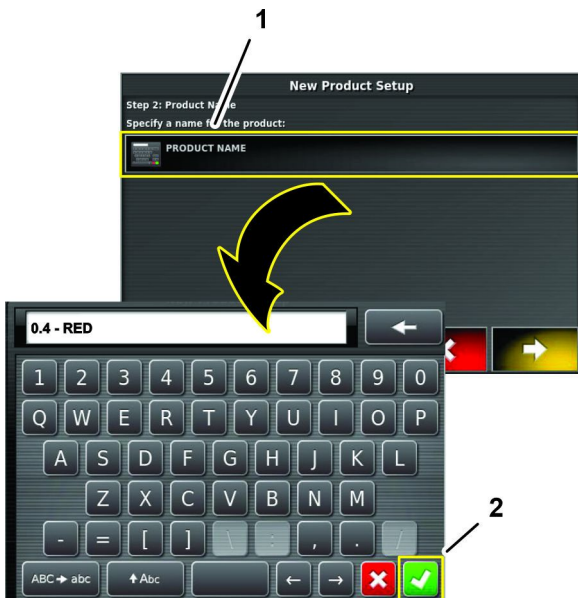 1
New Product Setup
Step 2: Product Name
Specify a name for the product:
PRODUCT NAME
0.4 - RED
1 2 3 4 5 6 7 8 9 0
Q W E R T Y U I O P
A S D F G H J K L
Z X C V B N M
- = [ ] \ : , . /
ABC → abc ↑ Abc ← →
2